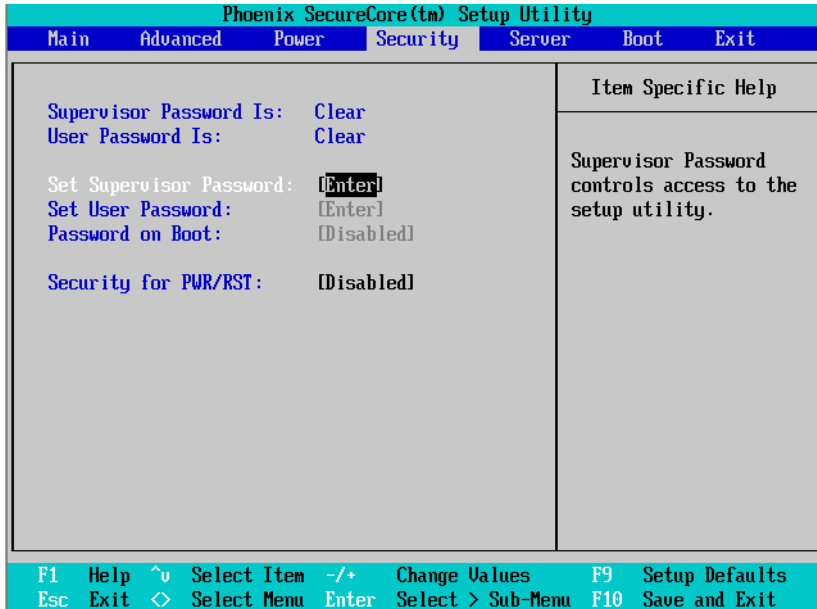 Phoenix SecureCore(tm) Setup Utility
Main Advanced Power Security Server Boot Exit
Item Specific Help
Supervisor Password Is: Clear
User Password Is: Clear
Supervisor Password
Set Supervisor Password: [Enter] controls access to the
Set User Password: [Enter] setup utility.
Password on Boot: [Disabled]
Security for PWR/RST: [Disabled]
F1 Help ^v Select Item -/+ Change Values F9 Setup Defaults
Esc Exit <> Select Menu Enter Select > Sub-Menu F10 Save and Exit